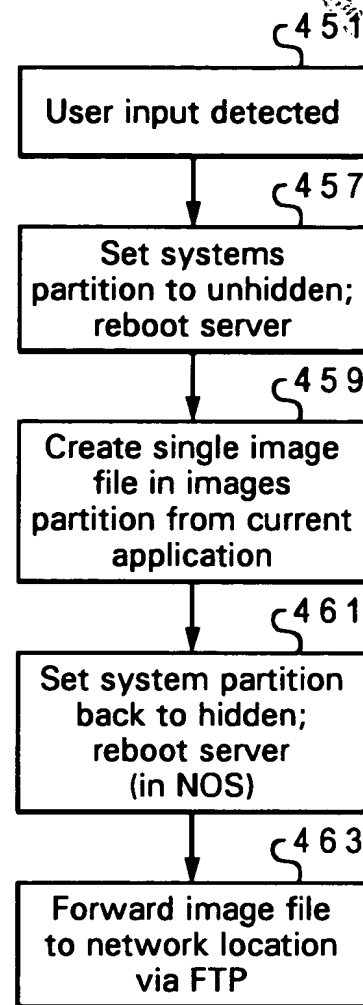 451
User input detected
457
Set systems
partition to unhidden;
reboot server
459
Create single image
file in images
partition from current
application
461
Set system partition
back to hidden;
reboot server
(in NOS)
463
Forward image file
to network location
via FTP